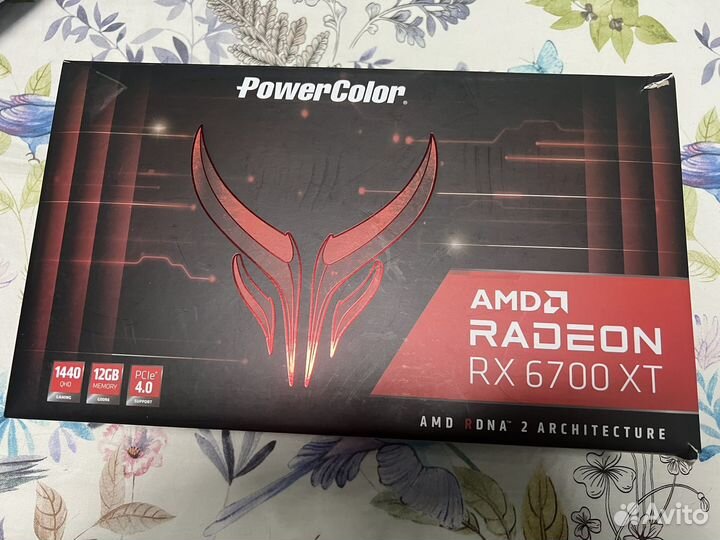 PowerColor®
AMD
RADEON
RX 6700 XT
1440
QHD
GAMING
12GB
MEMORY
GDDR6
PCIe®
4.0
SUPPORT
AMD RDNA™ 2 ARCHITECTURE
Avito